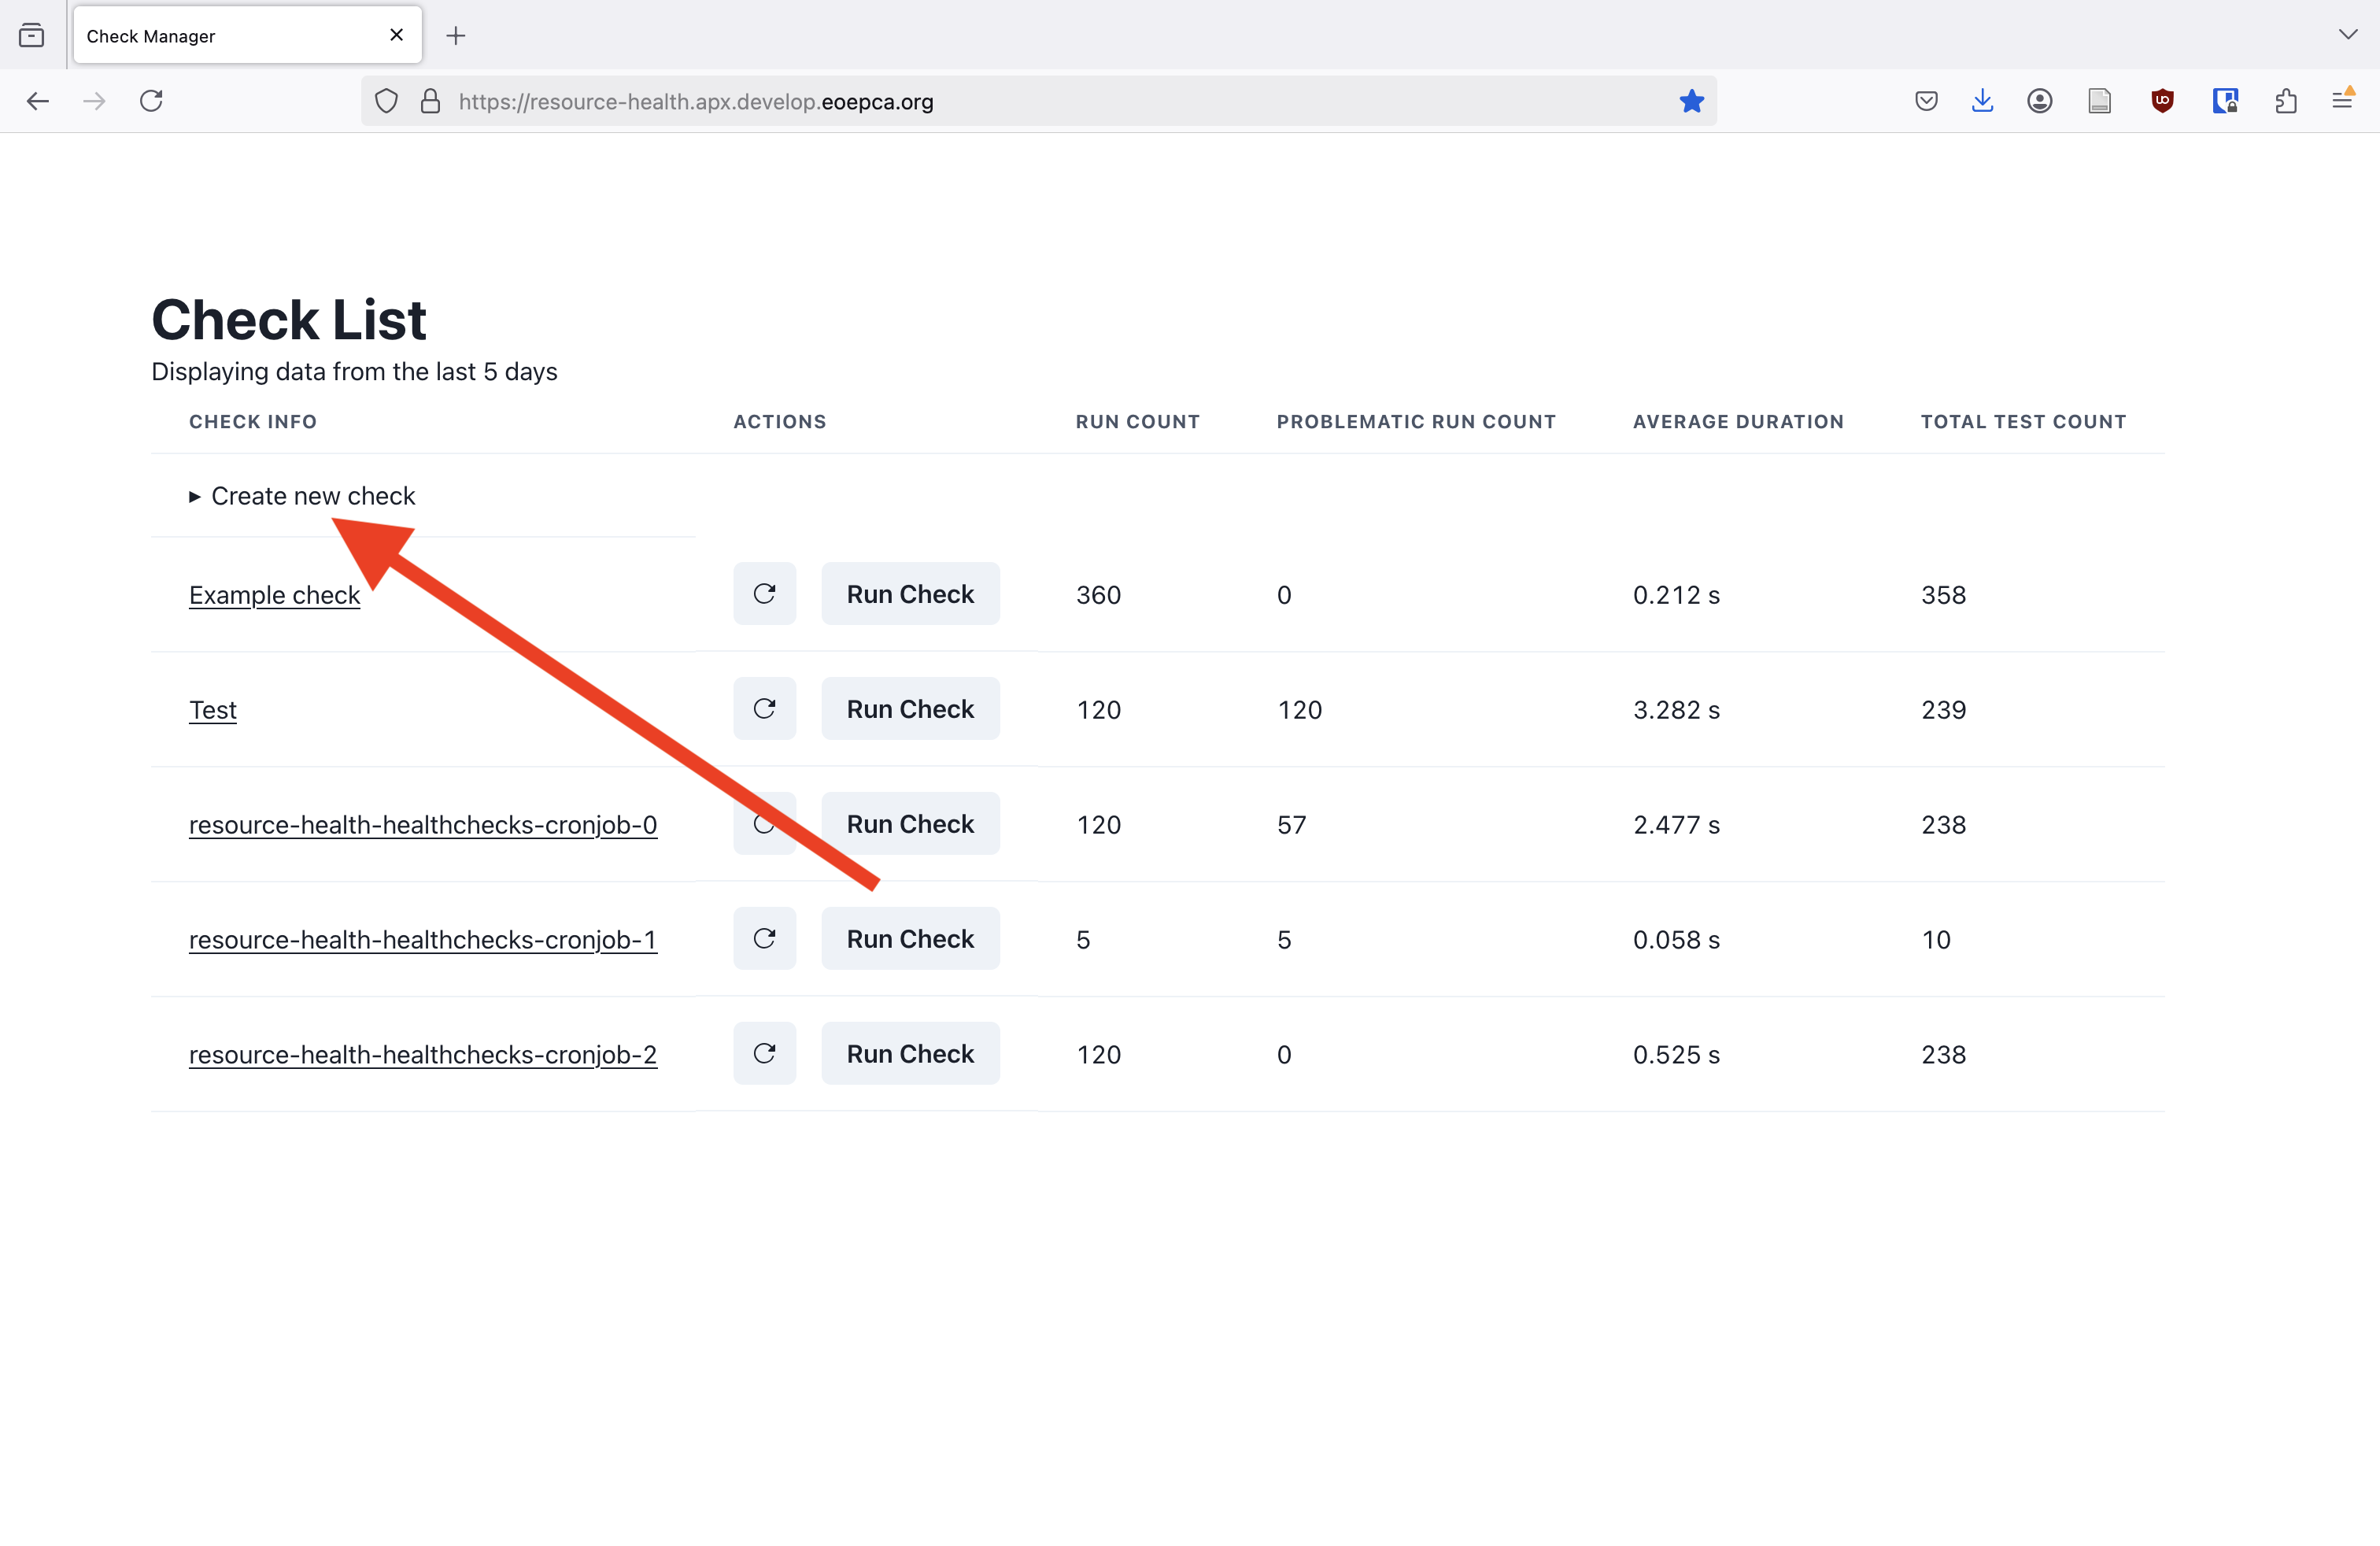 Check Manager
https://resource-health.apx.develop.eoepca.org
Check List
Displaying data from the last 5 days
CHECK INFO ACTIONS RUN COUNT PROBLEMATIC RUN COUNT AVERAGE DURATION TOTAL TEST COUNT
Create new check
Example check Run Check 360 0 0.212 s 358
Test Run Check 120 120 3.282 s 239
resource-health-healthchecks-cronjob-0 Run Check 120 57 2.477 s 238
resource-health-healthchecks-cronjob-1 Run Check 5 5 0.058 s 10
resource-health-healthchecks-cronjob-2 Run Check 120 0 0.525 s 238